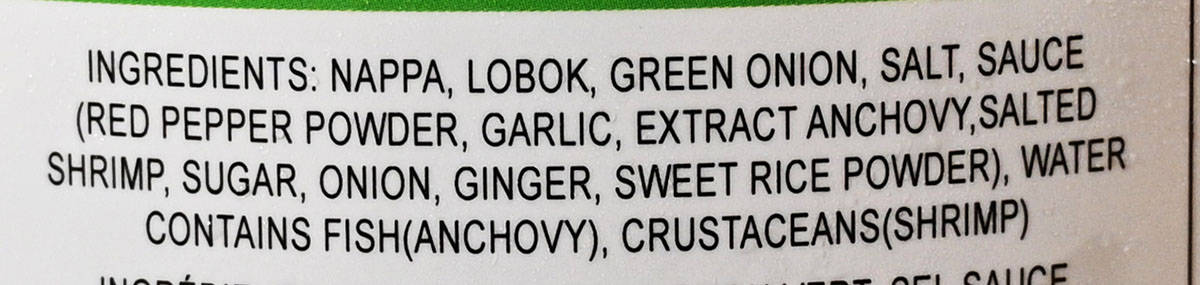 INGREDIENTS: NAPPA, LOBOK, GREEN ONION, SALT, SAUCE
(RED PEPPER POWDER, GARLIC, EXTRACT ANCHOVY,SALTED
SHRIMP, SUGAR, ONION, GINGER, SWEET RICE POWDER), WATER
CONTAINS FISH(ANCHOVY), CRUSTACEANS(SHRIMP)
SAUCE